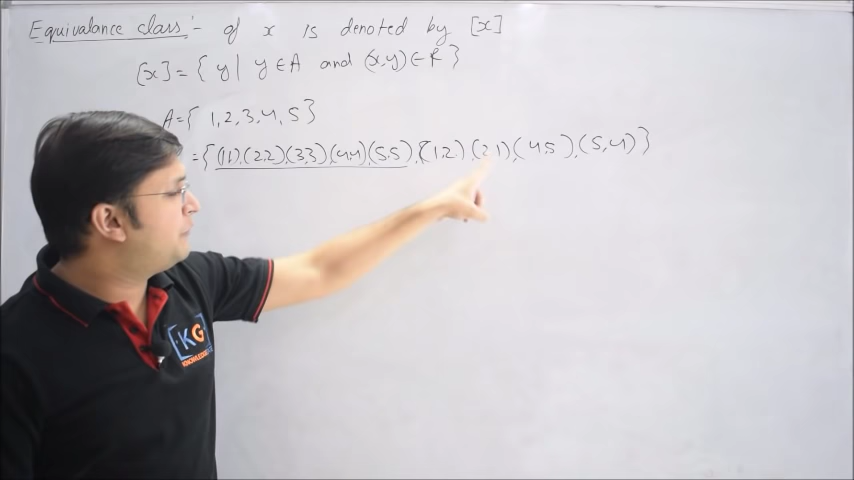 Equivalance class:- of x is denoted by [x]
[x] = { y | y ∈ A and (x,y) ∈ R }
A = { 1, 2, 3, 4, 5 }
= { (1,1), (2,2), (3,3), (4,4), (5,5), (1,2), (2,1), (4,5), (5,4) }
KG
KNOWLEDGE